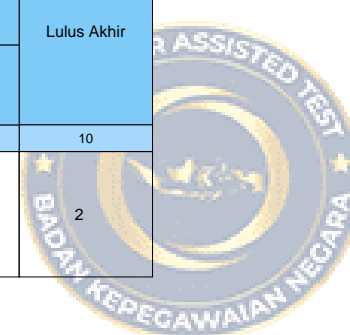 Lulus Akhir
R ASSISTED TEST
10
2
BADAN KEPEGAWAIAN NEGARA